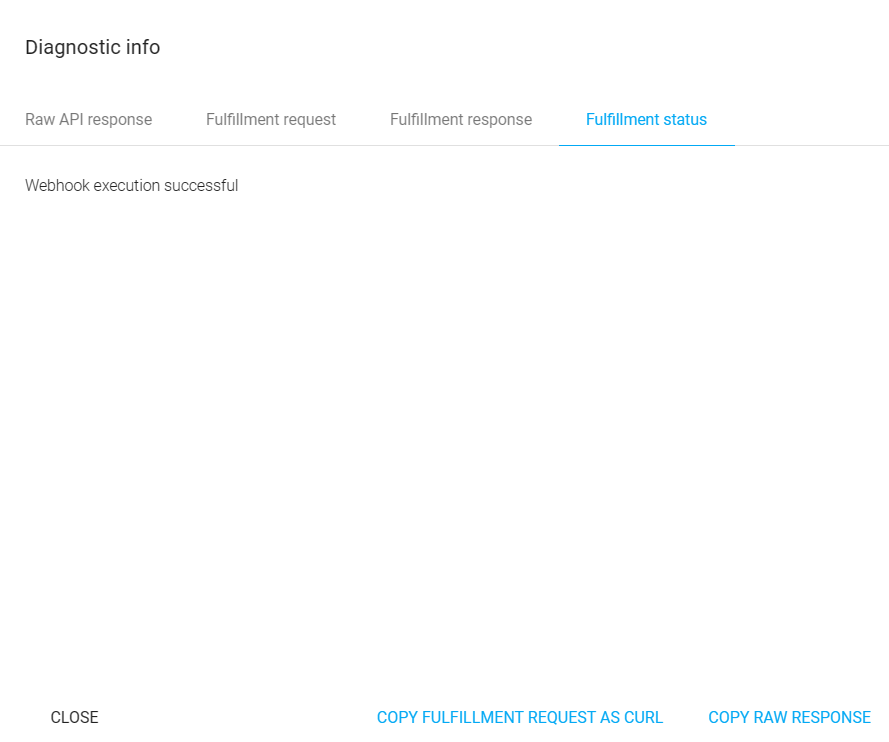 Diagnostic info
Raw API response Fulfillment request Fulfillment response Fulfillment status
Webhook execution successful
CLOSE COPY FULFILLMENT REQUEST AS CURL COPY RAW RESPONSE